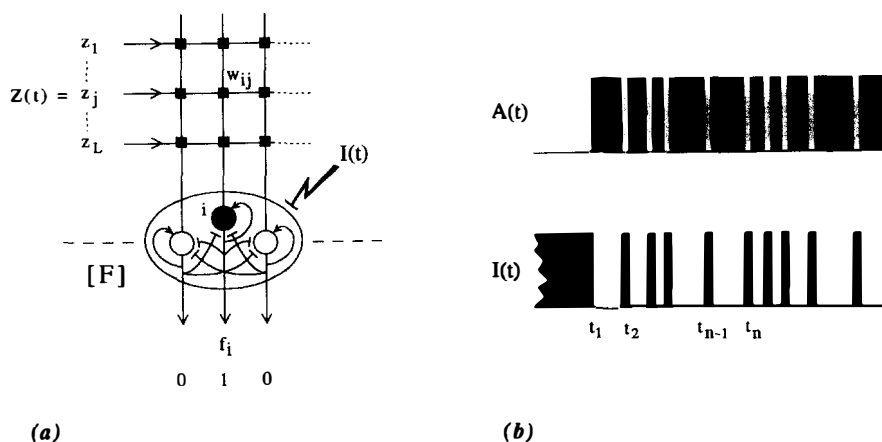 z1
Z(t) = zj
wij
zL
I(t)
i
[F]
fi
0 1 0
(a)
A(t)
I(t)
t1 t2 tn-1 tn
(b)